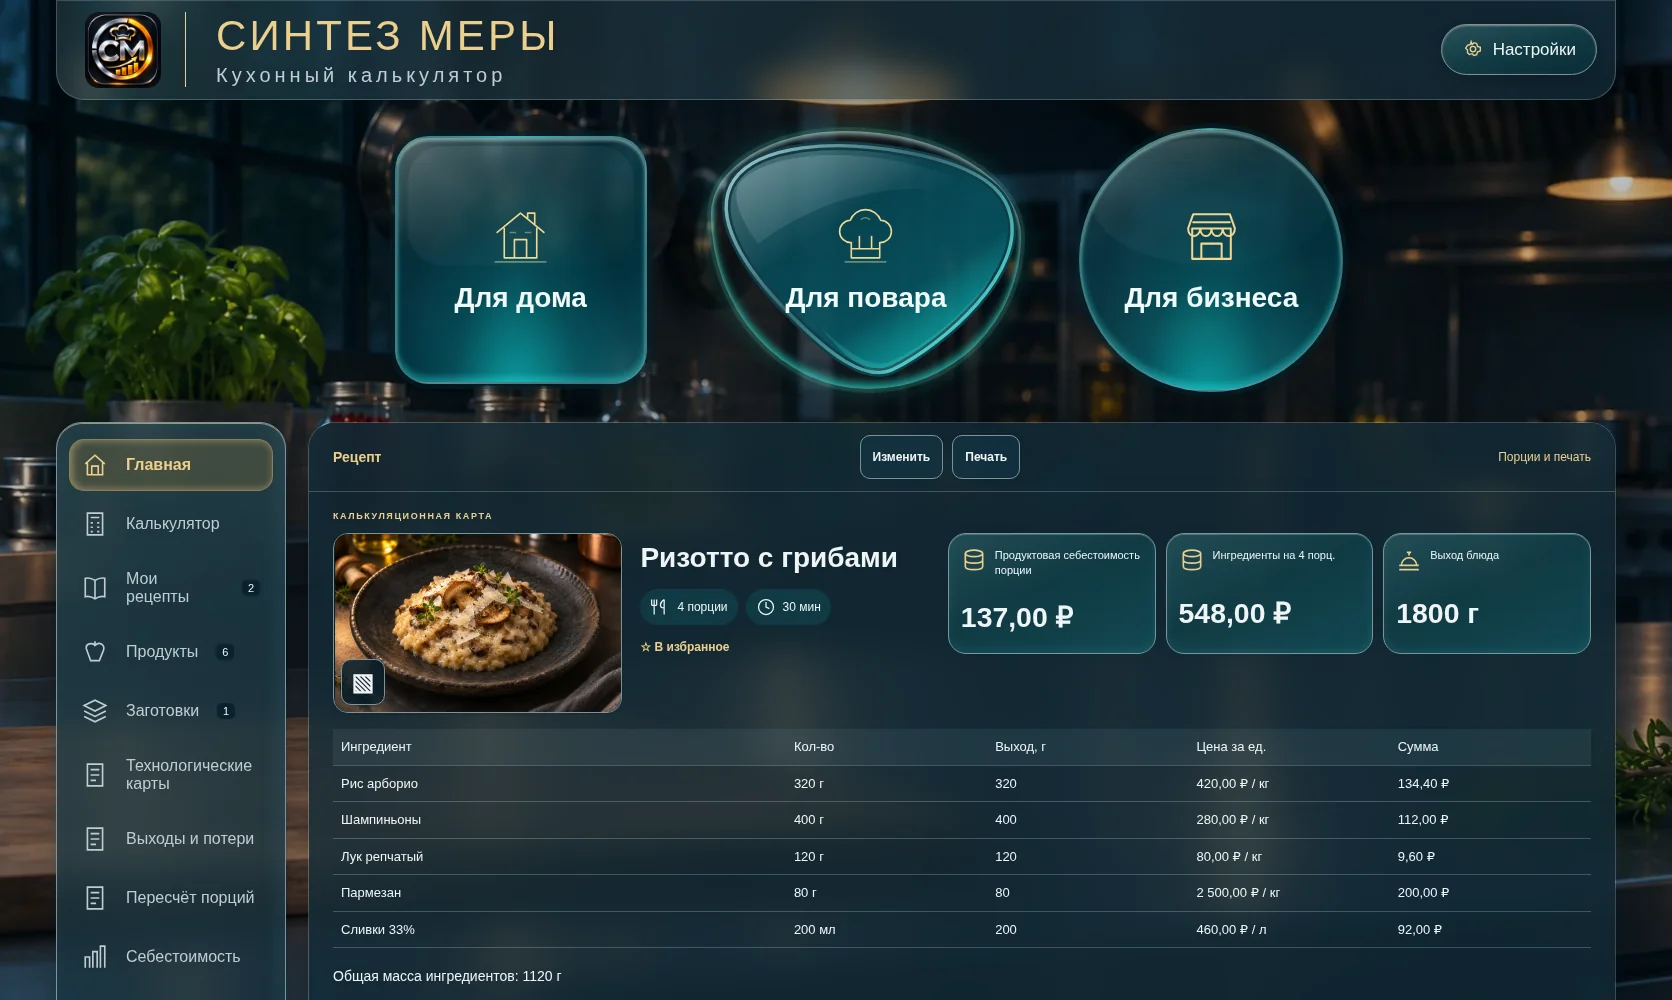 СМ
СИНТЕЗ МЕРЫ
Кухонный калькулятор
Настройки
Для дома
Для повара
Для бизнеса
Главная
Калькулятор
Мои
рецепты
2
Продукты
6
Заготовки
1
Технологические
карты
Выходы и потери
Пересчёт порций
Себестоимость
Рецепт
Изменить
Печать
Порции и печать
КАЛЬКУЛЯЦИОННАЯ КАРТА
Ризотто с грибами
4 порции
30 мин
☆ В избранное
Продуктовая себестоимость
порции
137,00 ₽
Ингредиенты на 4 порц.
548,00 ₽
Выход блюда
1800 г
Ингредиент Кол-во Выход, г Цена за ед. Сумма
Рис арборио 320 г 320 420,00 ₽ / кг 134,40 ₽
Шампиньоны 400 г 400 280,00 ₽ / кг 112,00 ₽
Лук репчатый 120 г 120 80,00 ₽ / кг 9,60 ₽
Пармезан 80 г 80 2 500,00 ₽ / кг 200,00 ₽
Сливки 33% 200 мл 200 460,00 ₽ / л 92,00 ₽
Общая масса ингредиентов: 1120 г